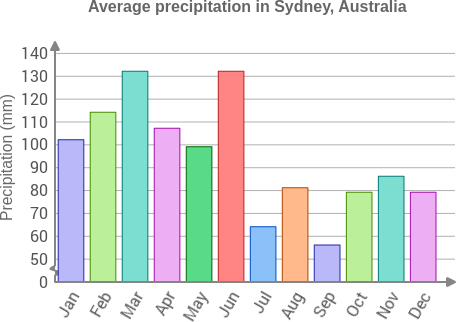 Average precipitation in Sydney, Australia
Precipitation (mm)
140
130
120
110
100
90
80
70
60
50
0
Jan
Feb
Mar
Apr
May
Jun
Jul
Aug
Sep
Oct
Nov
Dec